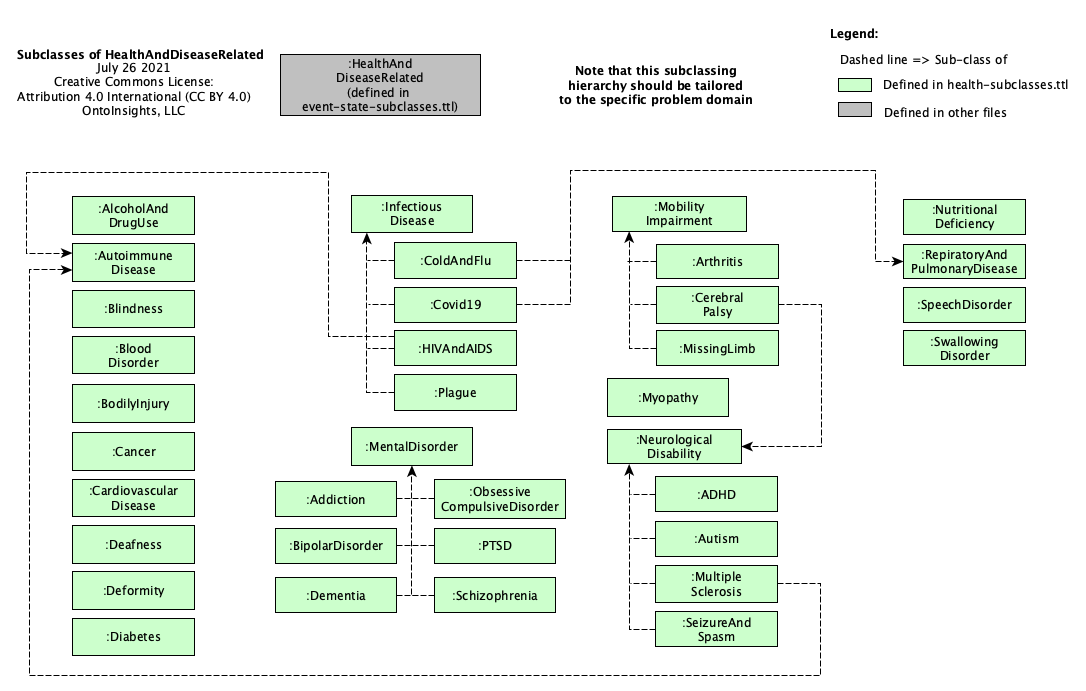 Subclasses of HealthAndDiseaseRelated
July 26 2021
Creative Commons License:
Attribution 4.0 International (CC BY 4.0)
OntoInsights, LLC
:HealthAnd
DiseaseRelated
(defined in
event-state-subclasses.ttl)
Note that this subclassing
hierarchy should be tailored
to the specific problem domain
Legend:
Dashed line => Sub-class of
Defined in health-subclasses.ttl
Defined in other files
:AlcoholAnd
DrugUse
:Autoimmune
Disease
:Blindness
:Blood
Disorder
:BodilyInjury
:Cancer
:Cardiovascular
Disease
:Deafness
:Deformity
:Diabetes
:Infectious
Disease
:ColdAndFlu
:Covid19
:HIVAndAIDS
:Plague
:MentalDisorder
:Addiction
:Obsessive
CompulsiveDisorder
:BipolarDisorder
:PTSD
:Dementia
:Schizophrenia
:Mobility
Impairment
:Arthritis
:Cerebral
Palsy
:MissingLimb
:Myopathy
:Neurological
Disability
:ADHD
:Autism
:Multiple
Sclerosis
:SeizureAnd
Spasm
:Nutritional
Deficiency
:RepiratoryAnd
PulmonaryDisease
:SpeechDisorder
:Swallowing
Disorder